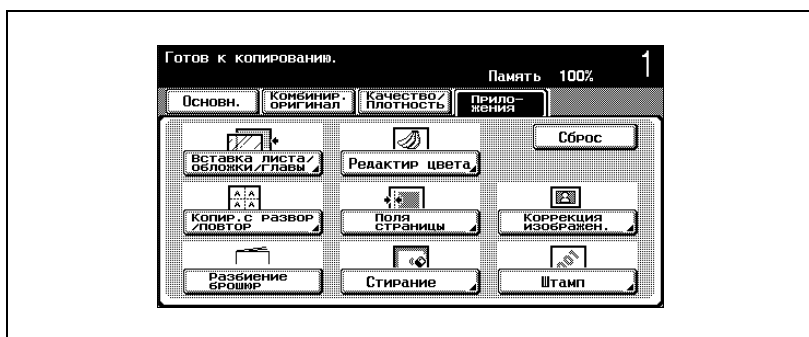 Готов к копированию.
Память 100%
1
Основн.
Комбинир.
оригинал
Качество/
Плотность
Прило-
жения
Сброс
Вставка листа/
обложки/главы
Редактир цвета
A A
A A
Копир.с развор
/повтор
Поля
страницы
Коррекция
изображен.
Разбиение
брошюр
Стирание
001
Штамп